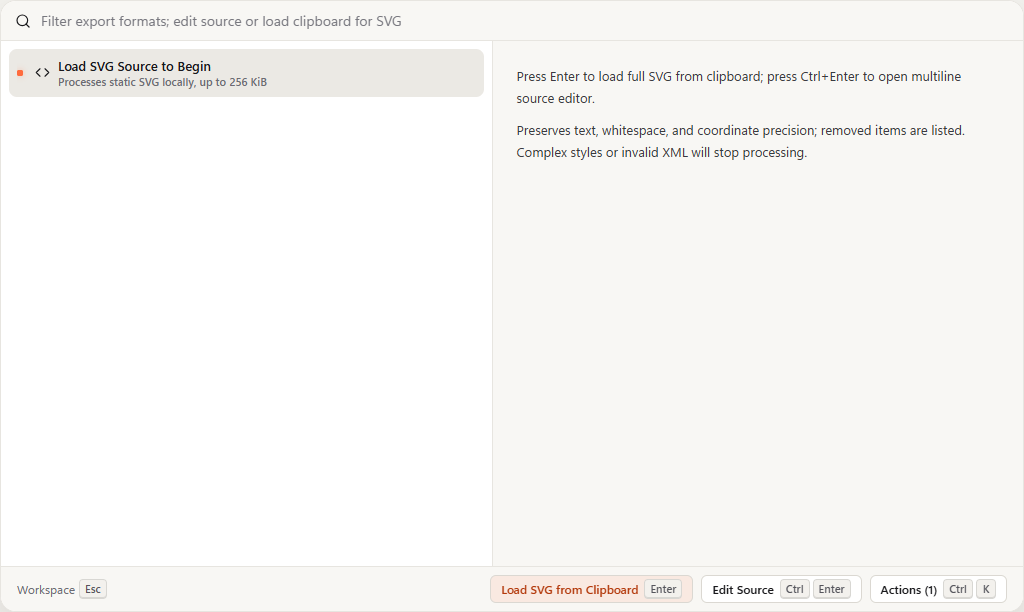 Filter export formats; edit source or load clipboard for SVG
Load SVG Source to Begin
Processes static SVG locally, up to 256 KiB
Press Enter to load full SVG from clipboard; press Ctrl+Enter to open multiline
source editor.
Preserves text, whitespace, and coordinate precision; removed items are listed.
Complex styles or invalid XML will stop processing.
Workspace Esc
Load SVG from Clipboard Enter
Edit Source Ctrl Enter
Actions (1) Ctrl K